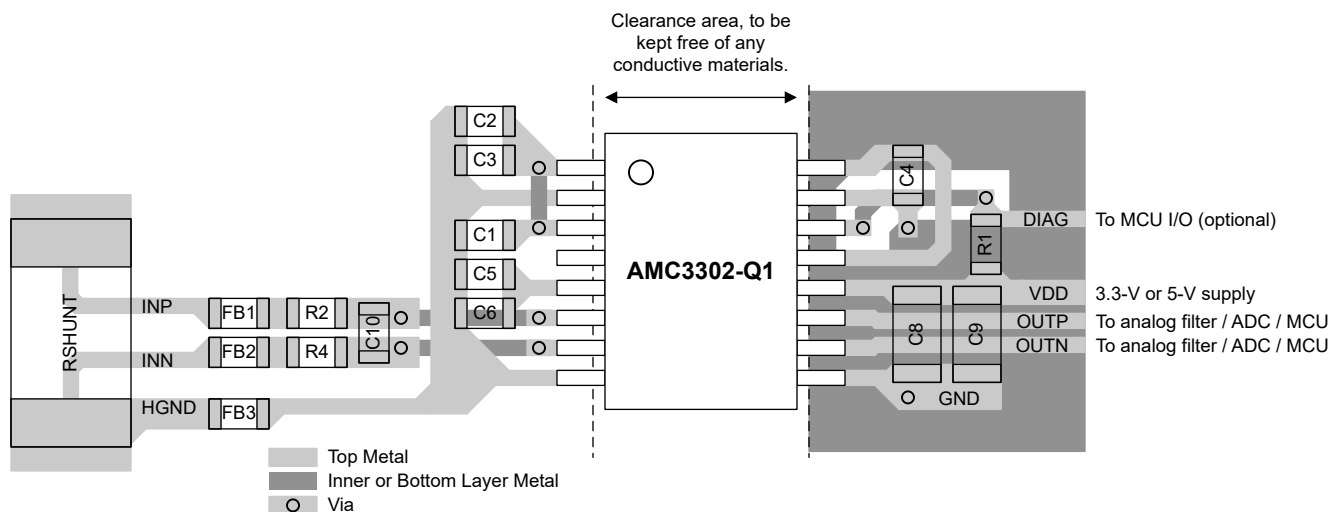 Clearance area, to be
kept free of any
conductive materials.
C2
C3
C4
C1
DIAG
To MCU I/O (optional)
R1
C5
AMC3302-Q1
VDD
3.3-V or 5-V supply
RSHUNT
INP
FB1
R2
C10
C6
C8
C9
OUTP
To analog filter / ADC / MCU
INN
FB2
R4
OUTN
To analog filter / ADC / MCU
HGND
FB3
GND
Top Metal
Inner or Bottom Layer Metal
Via